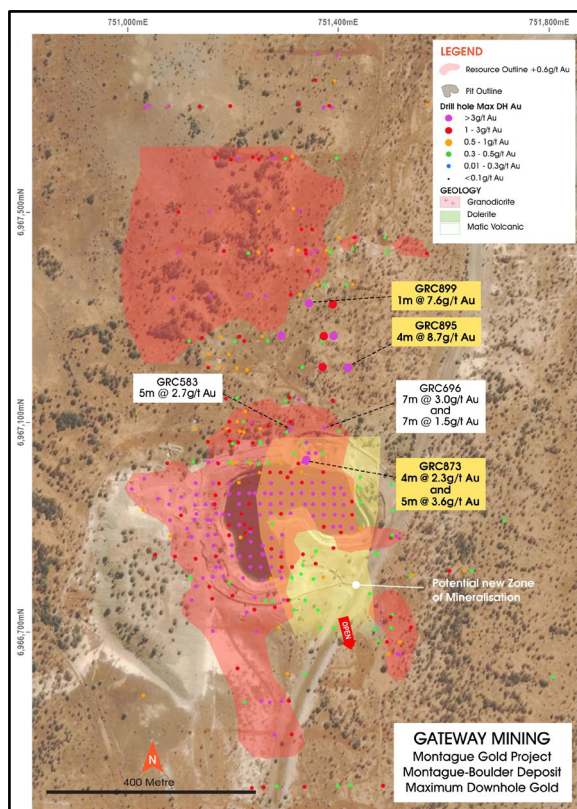 751,000mE
751,400mE
751,800mE
LEGEND
Resource Outline +0.6g/t Au
Pit Outline
Drill hole Max DH Au
>3g/t Au
1 - 3g/t Au
0.5 - 1g/t Au
0.3 - 0.5g/t Au
0.01 - 0.3g/t Au
<0.1g/t Au
GEOLOGY
Granodiorite
Dolerite
Mafic Volcanic
6,967,500mN
GRC899
1m @ 7.6g/t Au
GRC895
4m @ 8.7g/t Au
GRC583
5m @ 2.7g/t Au
GRC696
7m @ 3.0g/t Au
and
7m @ 1.5g/t Au
6,967,100mN
GRC873
4m @ 2.3g/t Au
and
5m @ 3.6g/t Au
Potential new Zone
of Mineralisation
6,966,700mN
OPEN
N
400 Metre
GATEWAY MINING
Montague Gold Project
Montague-Boulder Deposit
Maximum Downhole Gold